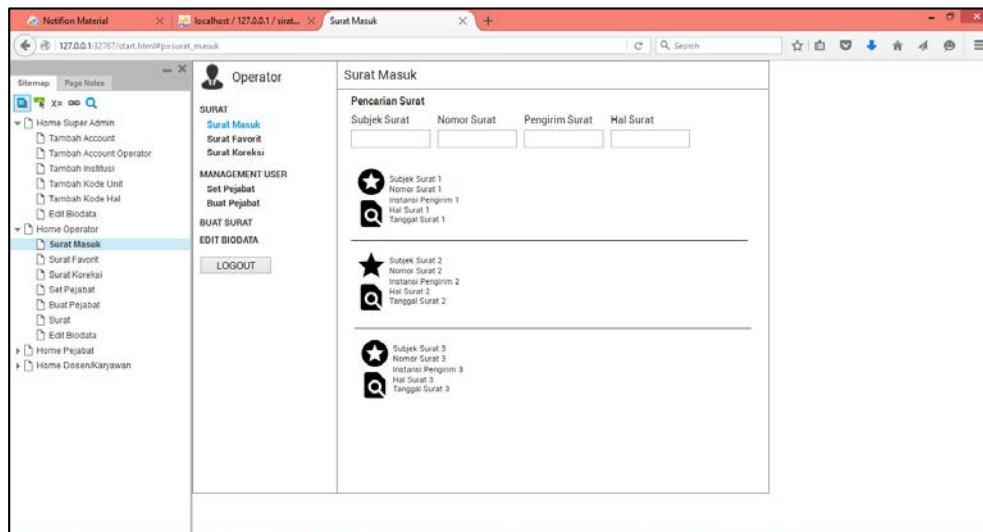 Notifion Material
localhost / 127.0.0.1 / sirat...
Surat Masuk
127.0.0.1:32767/start.html#p=surat_masuk
Search
Sitemap
Page Notes
X=
Home Super Admin
Tambah Account
Tambah Account Operator
Tambah Institusi
Tambah Kode Unit
Tambah Kode Hal
Edit Biodata
Home Operator
Surat Masuk
Surat Favorit
Surat Koreksi
Set Pejabat
Buat Pejabat
Surat
Edit Biodata
Home Pejabat
Home Dosen/Karyawan
Operator
SURAT
Surat Masuk
Surat Favorit
Surat Koreksi
MANAGEMENT USER
Set Pejabat
Buat Pejabat
BUAT SURAT
EDIT BIODATA
LOGOUT
Surat Masuk
Pencarian Surat
Subjek Surat
Nomor Surat
Pengirim Surat
Hal Surat
Subjek Surat 1
Nomor Surat 1
Instansi Pengirim 1
Hal Surat 1
Tanggal Surat 1
Subjek Surat 2
Nomor Surat 2
Instansi Pengirim 2
Hal Surat 2
Tanggal Surat 2
Subjek Surat 3
Nomor Surat 3
Instansi Pengirim 3
Hal Surat 3
Tanggal Surat 3